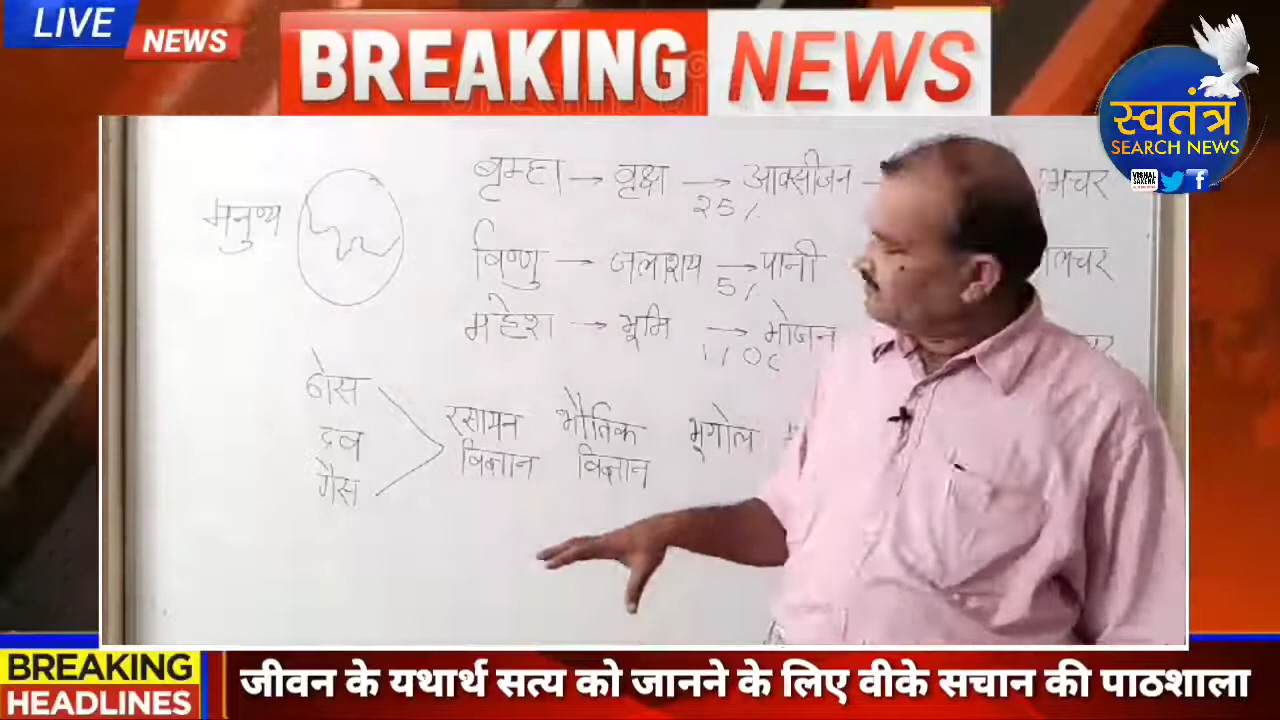 LIVE
NEWS
BREAKING NEWS
स्वतंत्र
SEARCH NEWS
बृम्हा → वृक्ष → आक्सीजन
25%
मनुष्य
विष्णु → जलाशय → पानी
5%
महेश → भूमि → भोजन
ठोस
द्रव
गैस
रसायन भौतिक भूगोल
विज्ञान विज्ञान
BREAKING
HEADLINES
जीवन के यथार्थ सत्य को जानने के लिए वीके सचान की पाठशाला